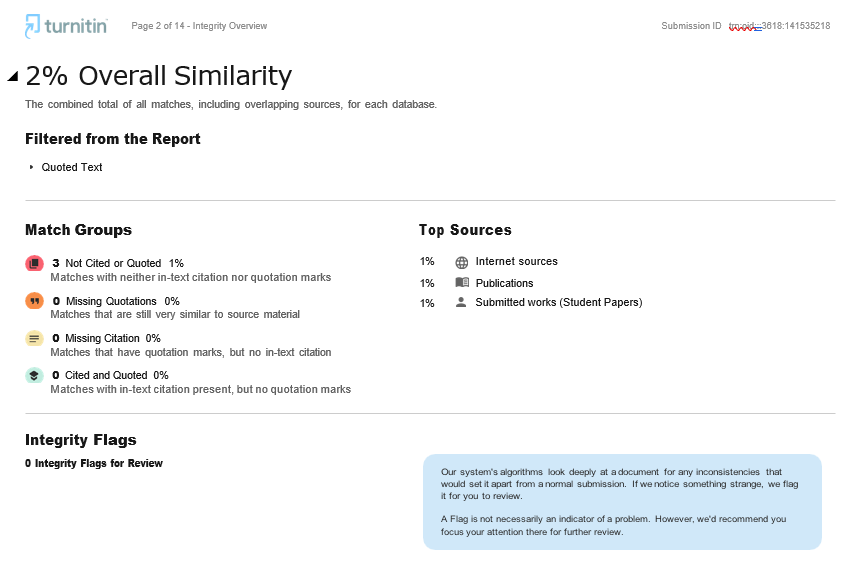 turnitin Page 2 of 14 - Integrity Overview Submission ID trn:oid:::3618:141535218
2% Overall Similarity
The combined total of all matches, including overlapping sources, for each database.
Filtered from the Report
Quoted Text
Match Groups
3 Not Cited or Quoted 1%
Matches with neither in-text citation nor quotation marks
0 Missing Quotations 0%
Matches that are still very similar to source material
0 Missing Citation 0%
Matches that have quotation marks, but no in-text citation
0 Cited and Quoted 0%
Matches with in-text citation present, but no quotation marks
Top Sources
1% Internet sources
1% Publications
1% Submitted works (Student Papers)
Integrity Flags
0 Integrity Flags for Review
Our system's algorithms look deeply at a document for any inconsistencies that
would set it apart from a normal submission. If we notice something strange, we flag
it for you to review.
A Flag is not necessarily an indicator of a problem. However, we'd recommend you
focus your attention there for further review.